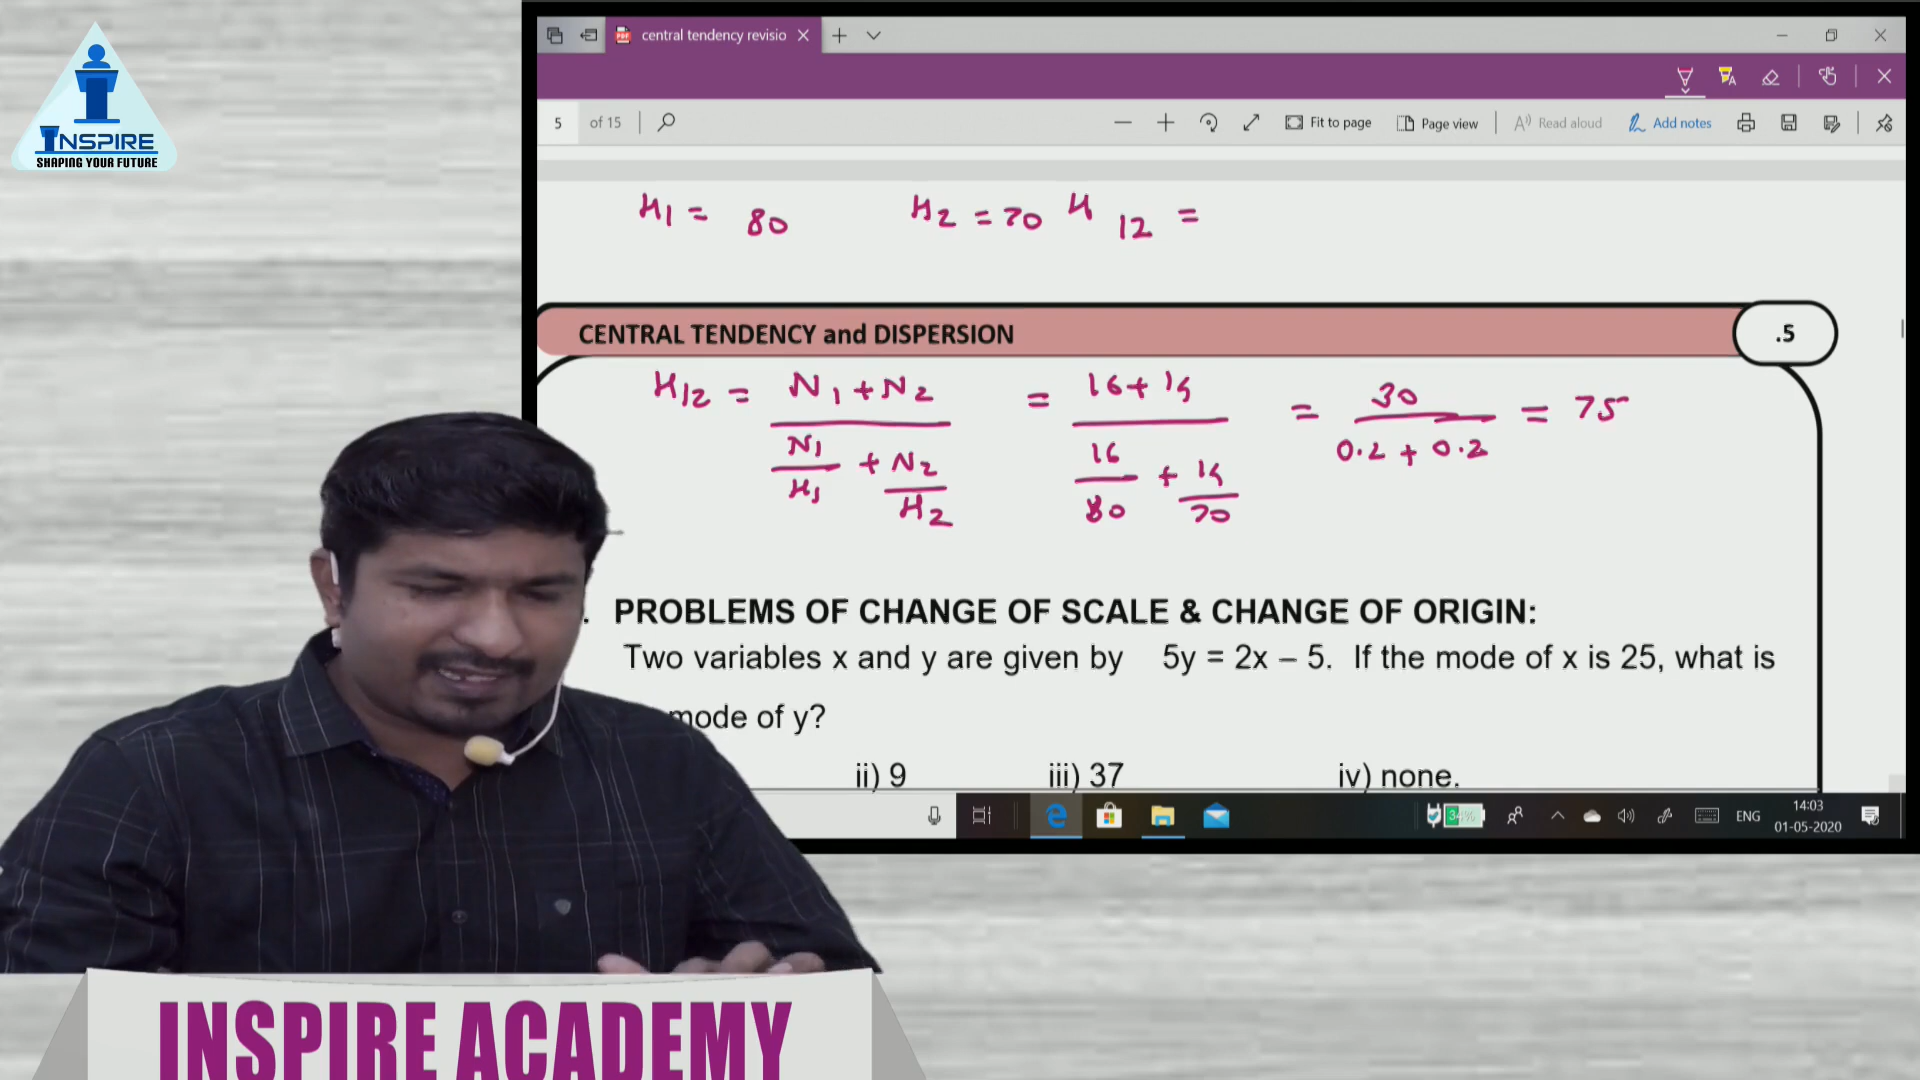 INSPIRE
SHAPING YOUR FUTURE
central tendency revisio
5 of 15
Fit to page
Page view
Read aloud
Add notes
H1 = 80 H2 = 70 H12 =
CENTRAL TENDENCY and DISPERSION
.5
H12 = N1 + N2 / N1/H1 + N2/H2 = 16 + 14 / 16/80 + 14/70 = 30 / 0.2 + 0.2 = 75
PROBLEMS OF CHANGE OF SCALE & CHANGE OF ORIGIN:
Two variables x and y are given by 5y = 2x – 5. If the mode of x is 25, what is
mode of y?
ii) 9 iii) 37 iv) none.
34%
ENG
14:03
01-05-2020
INSPIRE ACADEMY